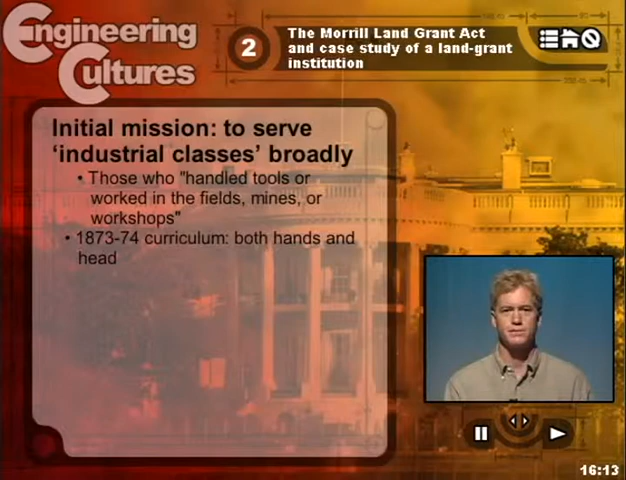 Engineering
Cultures
2
The Morrill Land Grant Act
and case study of a land-grant
institution
Initial mission: to serve
‘industrial classes’ broadly
• Those who "handled tools or
worked in the fields, mines, or
workshops"
• 1873-74 curriculum: both hands and
head
16:13